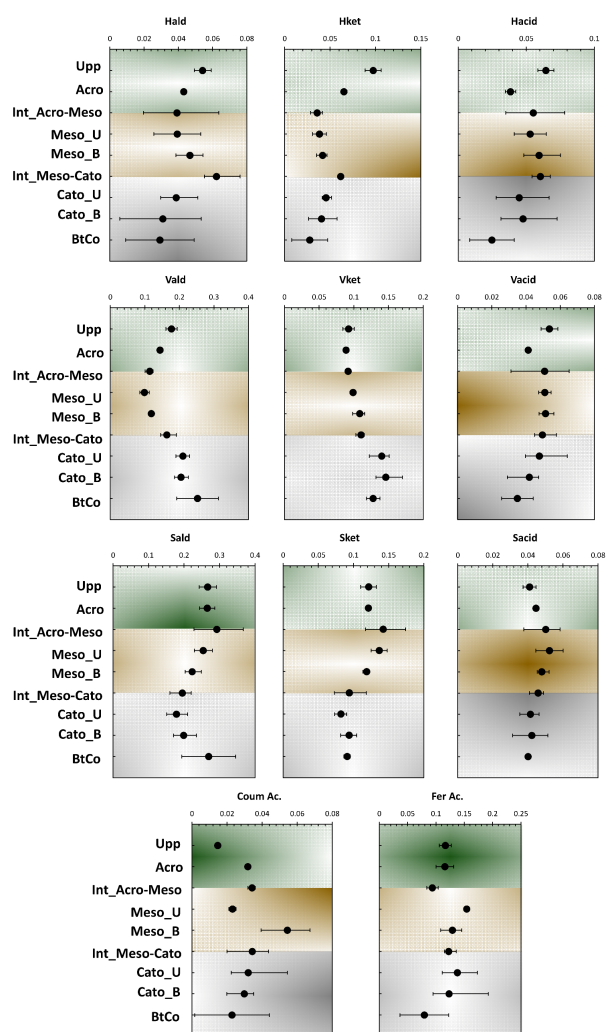 Hald Hket Hacid
0 0.02 0.04 0.06 0.08 0 0.05 0.1 0.15 0 0.1
Upp
Acro
Int_Acro-Meso
Meso_U
Meso_B
Int_Meso-Cato
Cato_U
Cato_B
BtCo
Vald Vket Vacid
0 0.1 0.2 0.3 0.4 0 0.05 0.1 0.15 0.2 0 0.02 0.04 0.06 0.08
Upp
Acro
Int_Acro-Meso
Meso_U
Meso_B
Int_Meso-Cato
Cato_U
Cato_B
BtCo
Sald Sket Sacid
0 0.1 0.2 0.3 0.4 0 0.05 0.1 0.15 0.2 0 0.02 0.04 0.06 0.08
Upp
Acro
Int_Acro-Meso
Meso_U
Meso_B
Int_Meso-Cato
Cato_U
Cato_B
BtCo
Coum Ac. Fer Ac.
0 0.02 0.04 0.06 0.08 0 0.05 0.1 0.15 0.2 0.25
Upp
Acro
Int_Acro-Meso
Meso_U
Meso_B
Int_Meso-Cato
Cato_U
Cato_B
BtCo